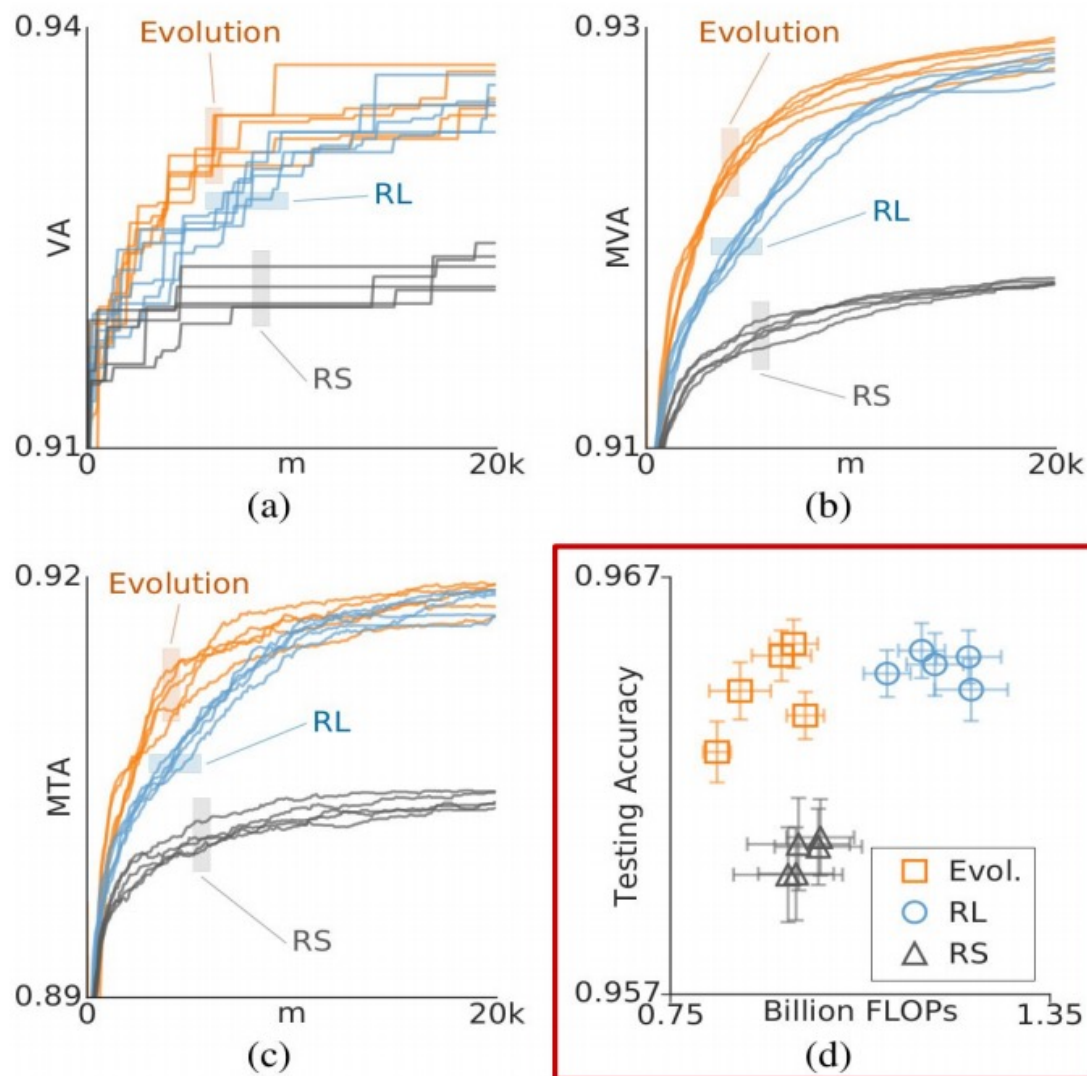 0.94
Evolution
RL
VA
RS
0.91
0
m
20k
(a)
0.93
Evolution
RL
MVA
RS
0.91
0
m
20k
(b)
0.92
Evolution
RL
MTA
RS
0.89
0
m
20k
(c)
0.967
Testing Accuracy
Evol.
RL
RS
0.957
0.75
Billion FLOPs
1.35
(d)